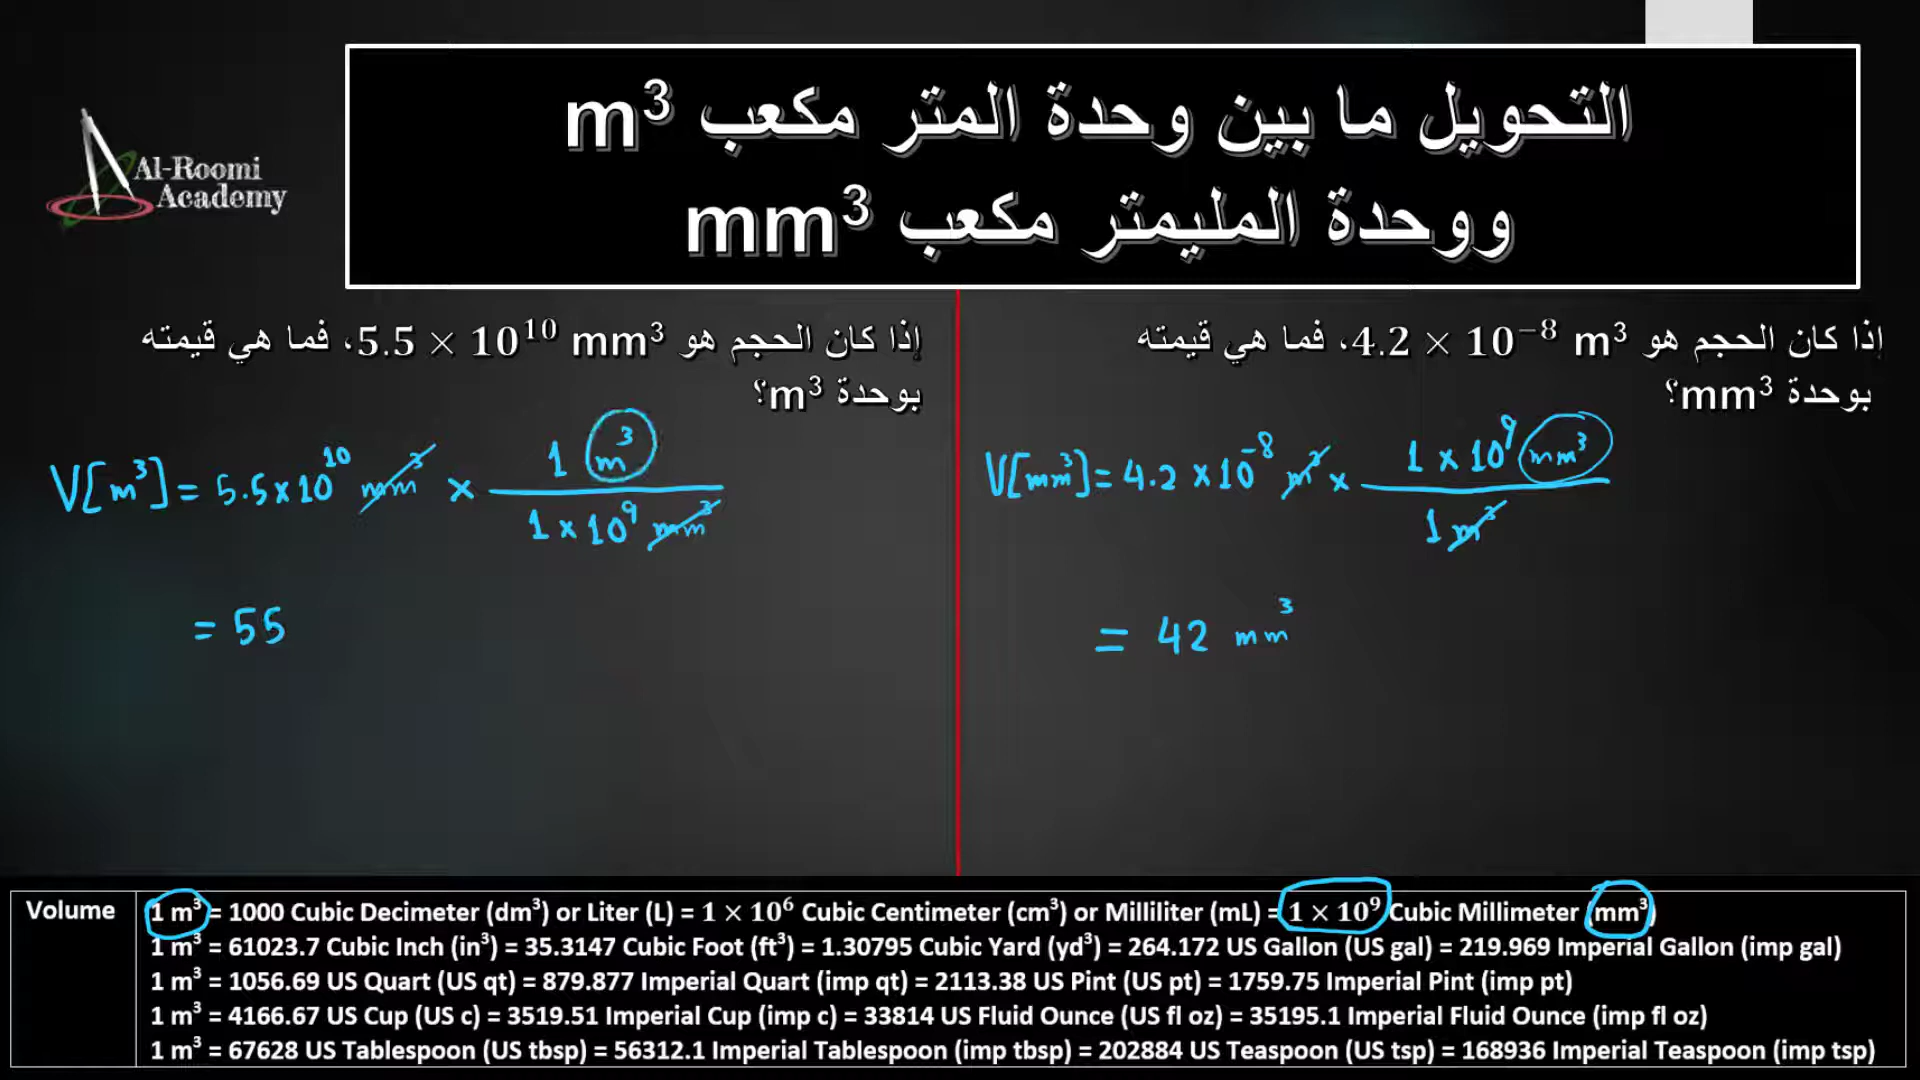 التحويل ما بين وحدة المتر مكعب m³
ووحدة المليمتر مكعب mm³
Al-Roomi
Academy
إذا كان الحجم هو 4.2 × 10⁻⁸ m³، فما هي قيمته
بوحدة mm³؟
V[mm³] = 4.2 × 10⁻⁸ m³ × (1 × 10⁹ mm³) / (1 m³)
= 42 mm³
إذا كان الحجم هو 5.5 × 10¹⁰ mm³، فما هي قيمته
بوحدة m³؟
V[m³] = 5.5 × 10¹⁰ mm³ × (1 m³) / (1 × 10⁹ mm³)
= 55
Volume
1 m³ = 1000 Cubic Decimeter (dm³) or Liter (L) = 1 × 10⁶ Cubic Centimeter (cm³) or Milliliter (mL) = 1 × 10⁹ Cubic Millimeter (mm³)
1 m³ = 61023.7 Cubic Inch (in³) = 35.3147 Cubic Foot (ft³) = 1.30795 Cubic Yard (yd³) = 264.172 US Gallon (US gal) = 219.969 Imperial Gallon (imp gal)
1 m³ = 1056.69 US Quart (US qt) = 879.877 Imperial Quart (imp qt) = 2113.38 US Pint (US pt) = 1759.75 Imperial Pint (imp pt)
1 m³ = 4166.67 US Cup (US c) = 3519.51 Imperial Cup (imp c) = 33814 US Fluid Ounce (US fl oz) = 35195.1 Imperial Fluid Ounce (imp fl oz)
1 m³ = 67628 US Tablespoon (US tbsp) = 56312.1 Imperial Tablespoon (imp tbsp) = 202884 US Teaspoon (US tsp) = 168936 Imperial Teaspoon (imp tsp)